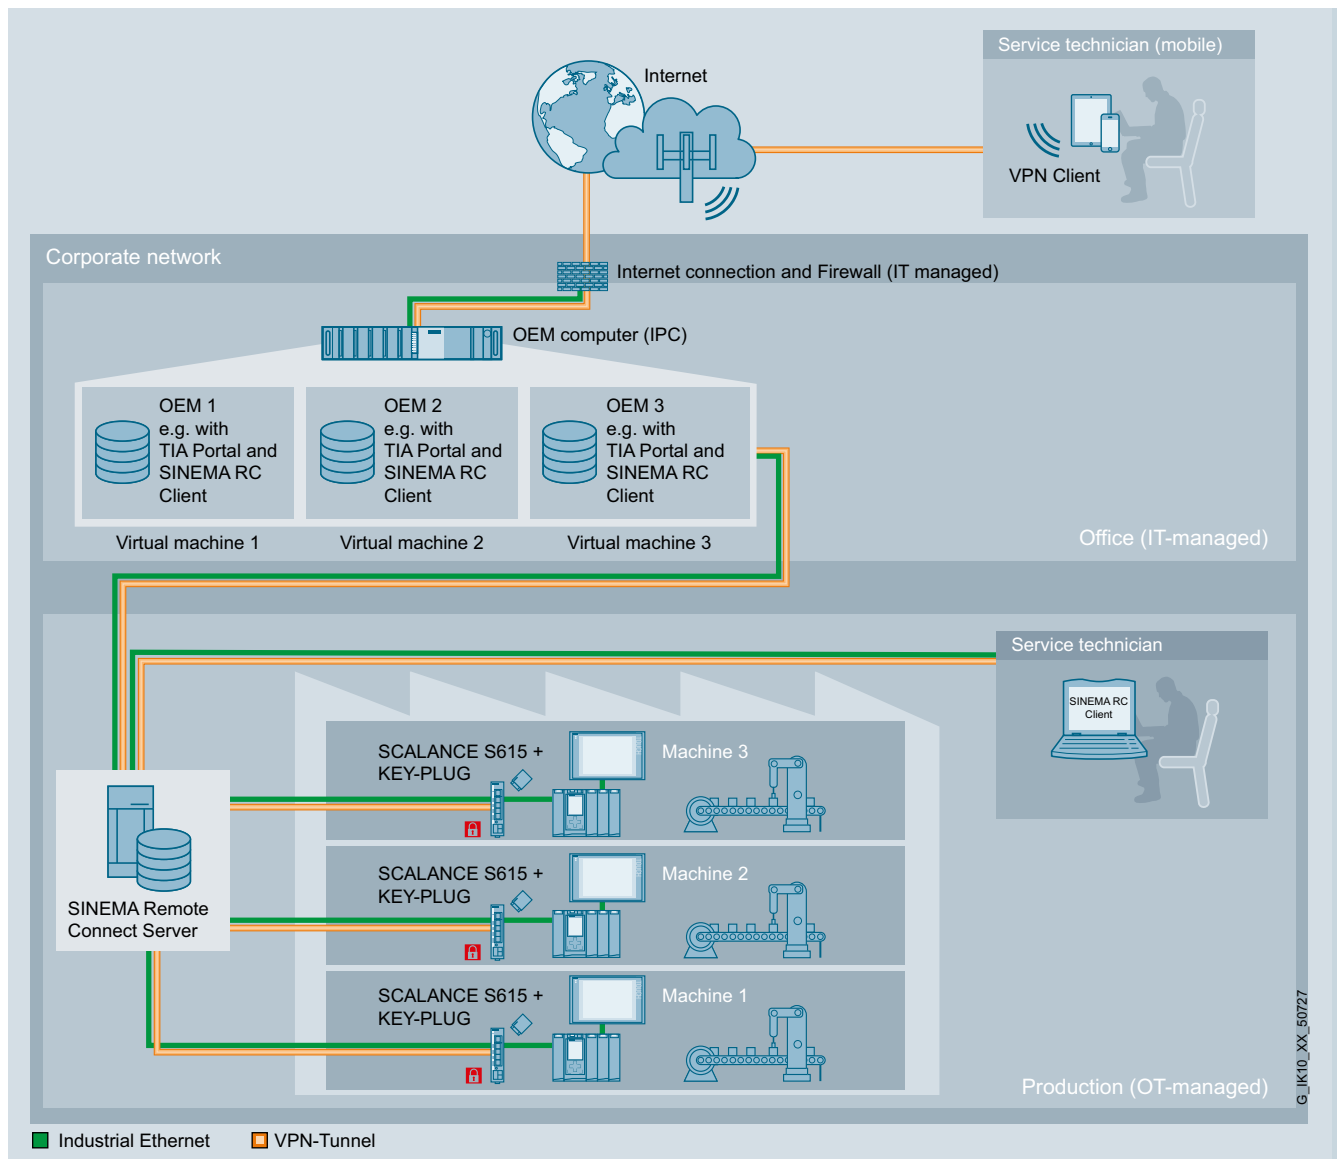 Service technician (mobile)
Internet
VPN Client
Corporate network
Internet connection and Firewall (IT managed)
OEM computer (IPC)
OEM 1
e.g. with
TIA Portal and
SINEMA RC
Client
OEM 2
e.g. with
TIA Portal and
SINEMA RC
Client
OEM 3
e.g. with
TIA Portal and
SINEMA RC
Client
Virtual machine 1
Virtual machine 2
Virtual machine 3
Office (IT-managed)
Service technician
SINEMA RC
Client
SCALANCE S615 +
KEY-PLUG
Machine 3
SCALANCE S615 +
KEY-PLUG
Machine 2
SINEMA Remote
Connect Server
SCALANCE S615 +
KEY-PLUG
Machine 1
Production (OT-managed)
G_IK10_XX_50727
Industrial Ethernet
VPN-Tunnel